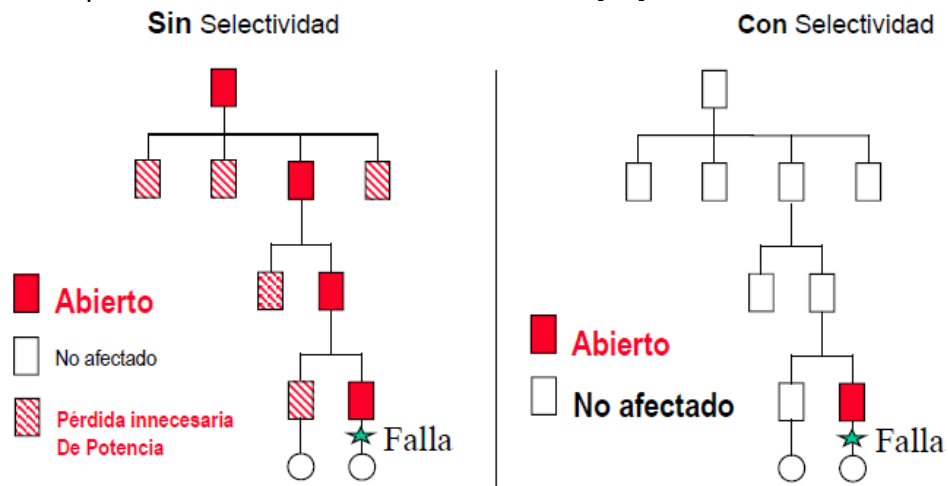 Sin Selectividad
Con Selectividad
Abierto
No afectado
Pérdida innecesaria
De Potencia
Falla
Abierto
No afectado
Falla